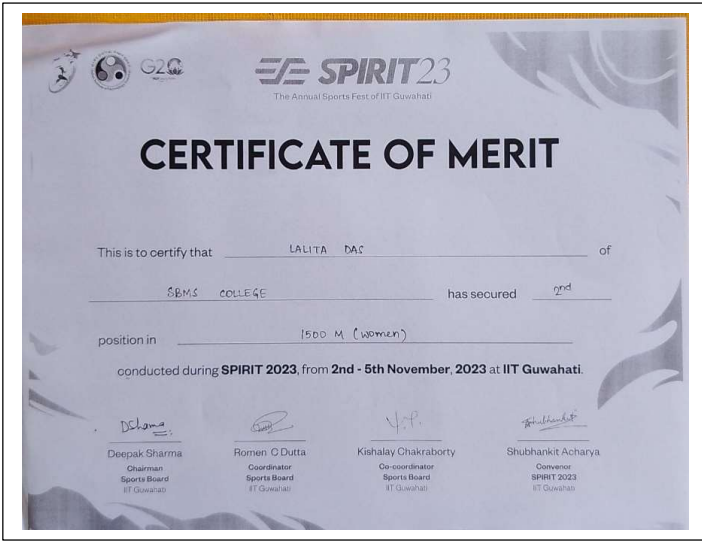 G20
SPIRIT23
The Annual Sports Fest of IIT Guwahati
CERTIFICATE OF MERIT
This is to certify that LALITA DAS of
SBMS COLLEGE has secured 2nd
position in 1500 M (women)
conducted during SPIRIT 2023, from 2nd - 5th November, 2023 at IIT Guwahati.
DSharma
Shubhankit
Deepak Sharma Romen C Dutta Kishalay Chakraborty Shubhankit Acharya
Chairman Coordinator Co-coordinator Convenor
Sports Board Sports Board Sports Board SPIRIT 2023
IIT Guwahati IIT Guwahati IIT Guwahati IIT Guwahati